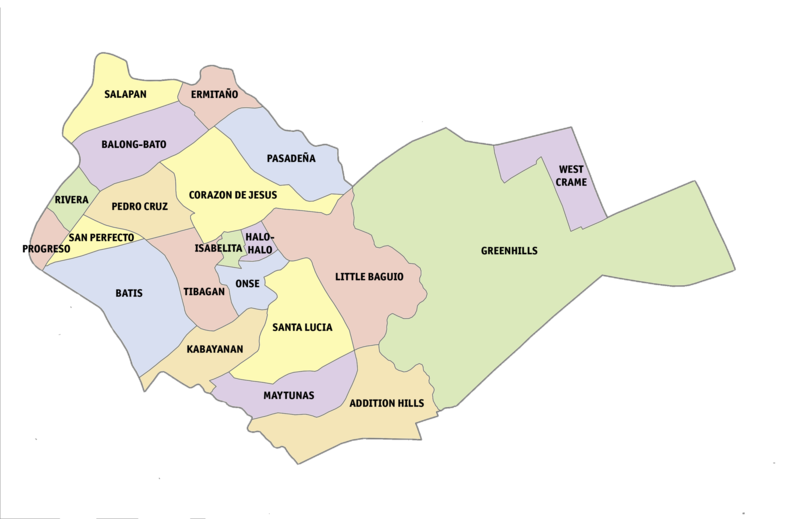 SALAPAN
ERMITAÑO
BALONG-BATO
PASADEÑA
WEST
CRAME
RIVERA
PEDRO CRUZ
CORAZON DE JESUS
SAN PERFECTO
PROGRESO
ISABELITA
HALO-
HALO
GREENHILLS
BATIS
TIBAGAN
ONSE
LITTLE BAGUIO
SANTA LUCIA
KABAYANAN
MAYTUNAS
ADDITION HILLS